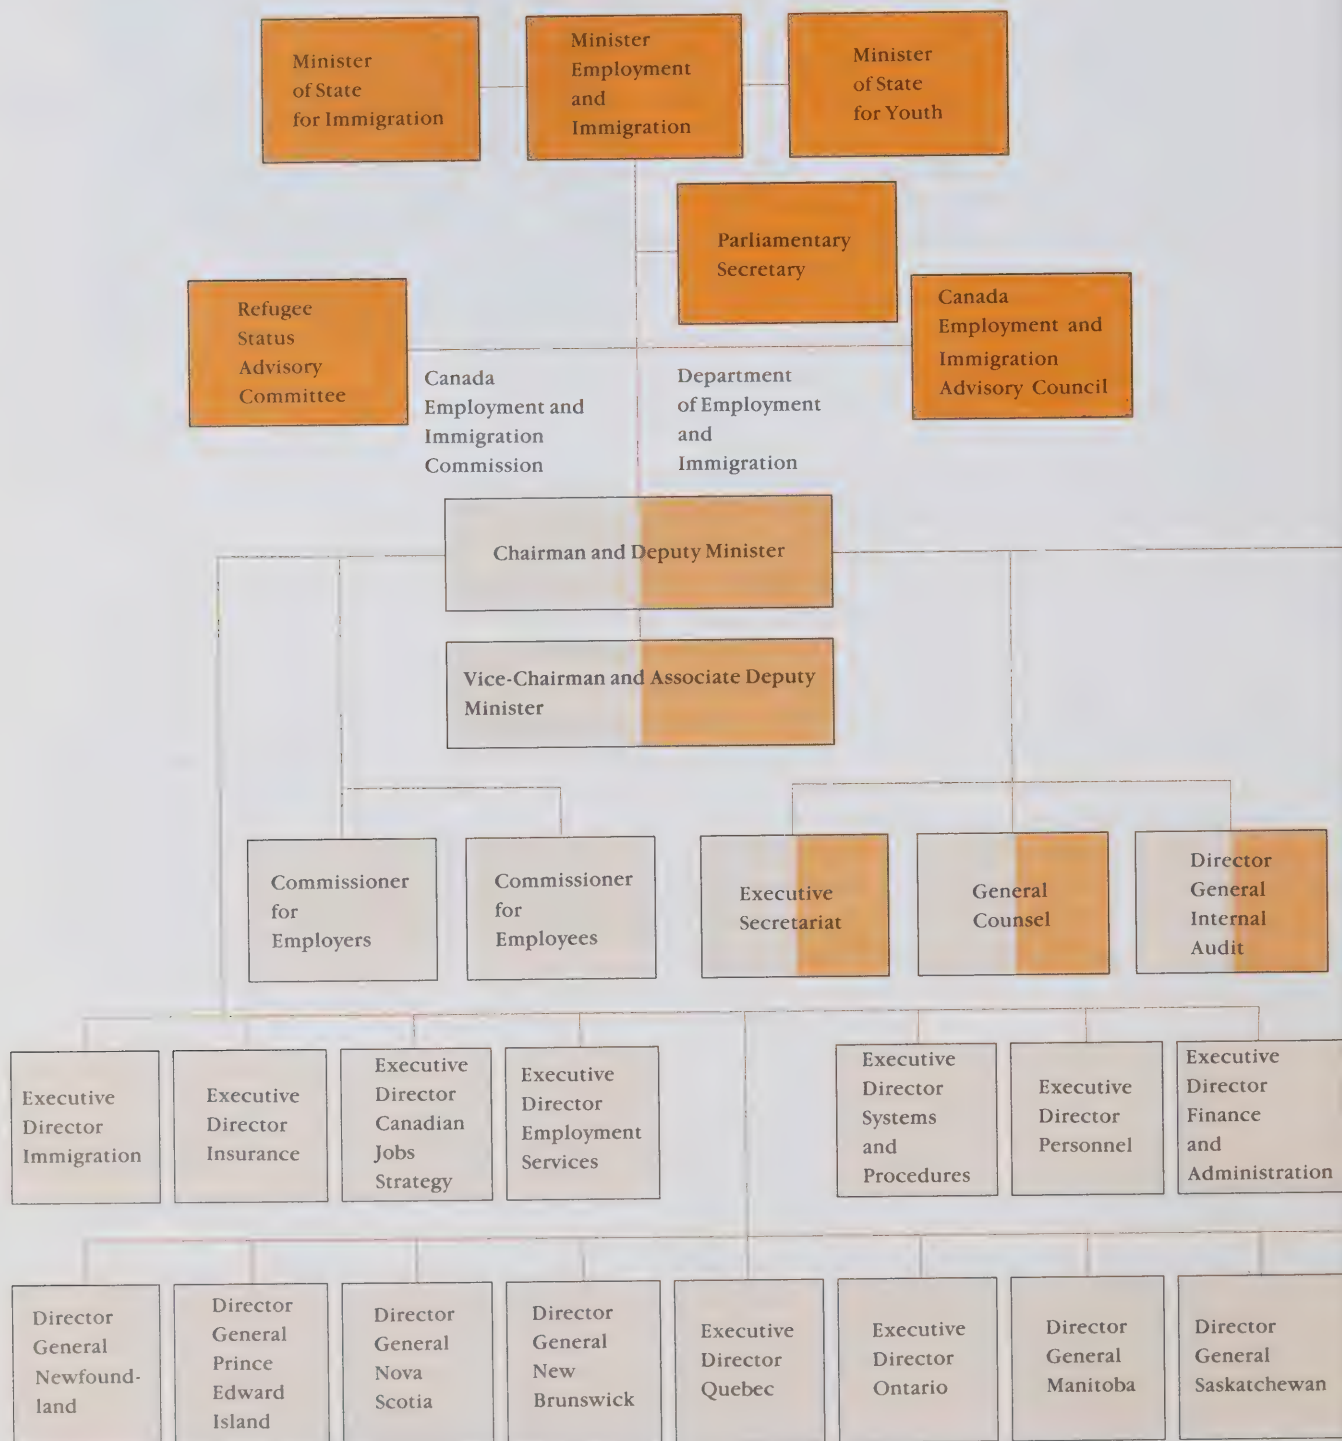 Minister
of State
for Immigration
Minister
Employment
and
Immigration
Minister
of State
for Youth
Parliamentary
Secretary
Refugee
Status
Advisory
Committee
Canada
Employment and
Immigration
Advisory Council
Canada
Employment and
Immigration
Commission
Department
of Employment
and
Immigration
Chairman and Deputy Minister
Vice-Chairman and Associate Deputy
Minister
Commissioner
for
Employers
Commissioner
for
Employees
Executive
Secretariat
General
Counsel
Director
General
Internal
Audit
Executive
Director
Immigration
Executive
Director
Insurance
Executive
Director
Canadian
Jobs
Strategy
Executive
Director
Employment
Services
Executive
Director
Systems
and
Procedures
Executive
Director
Personnel
Executive
Director
Finance
and
Administration
Director
General
Newfound-
land
Director
General
Prince
Edward
Island
Director
General
Nova
Scotia
Director
General
New
Brunswick
Executive
Director
Quebec
Executive
Director
Ontario
Director
General
Manitoba
Director
General
Saskatchewan